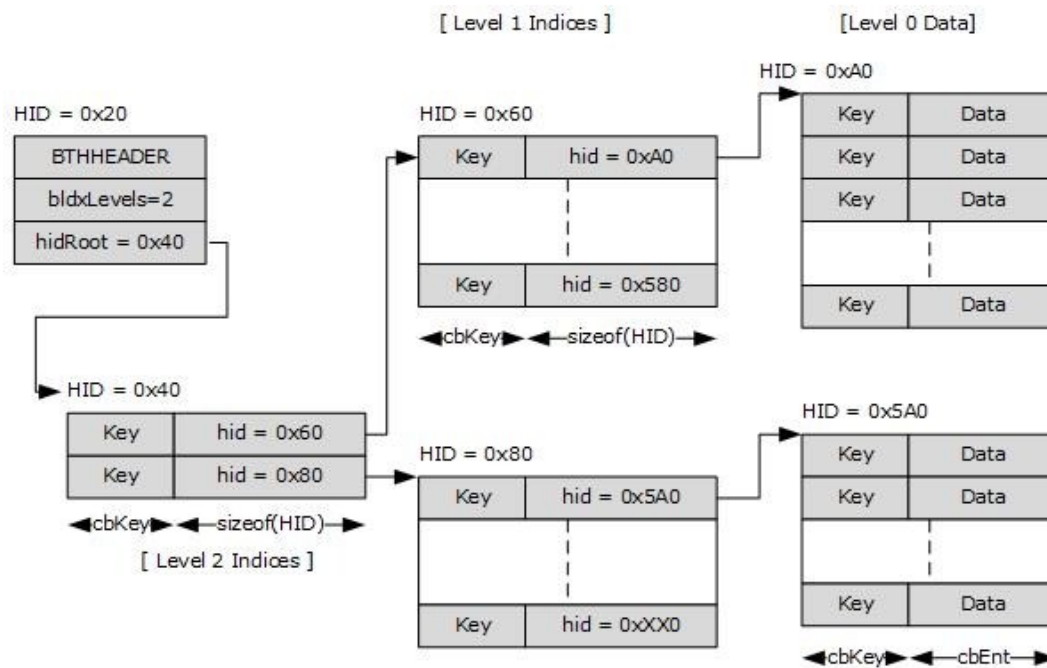 [ Level 1 Indices ]
[Level 0 Data]
HID = 0x20
BTHHEADER
bIdxLevels=2
hidRoot = 0x40
HID = 0x40
Key hid = 0x60
Key hid = 0x80
cbKey sizeof(HID)
[ Level 2 Indices ]
HID = 0x60
Key hid = 0xA0
Key hid = 0x580
cbKey sizeof(HID)
HID = 0x80
Key hid = 0x5A0
Key hid = 0xXX0
HID = 0xA0
Key Data
Key Data
Key Data
Key Data
HID = 0x5A0
Key Data
Key Data
Key Data
cbKey cbEnt